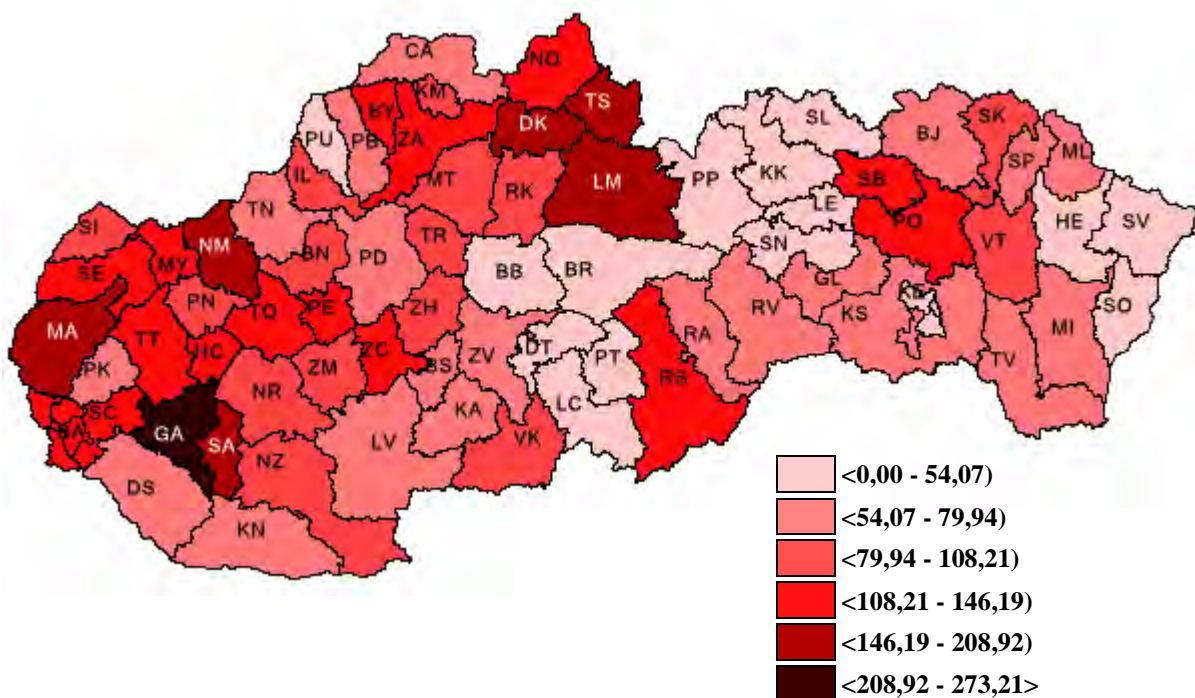 CA
NO
KM
TS
BY
PU
PB
ZA
DK
SL
BJ
SK
SP
ML
IL
MT
RK
LM
PP
KK
SB
LE
TN
PO
HE
SV
SI
NM
BN
PD
TR
BB
BR
SN
VT
SE
MY
GL
PN
TO
PE
ZH
RV
KS
SO
MA
TT
HC
ZM
ZC
BS
ZV
DT
PT
RA
MI
PK
NR
TV
SC
GA
SA
KA
LC
RS
BA
LV
VK
NZ
DS
KN
<0,00 - 54,07)
<54,07 - 79,94)
<79,94 - 108,21)
<108,21 - 146,19)
<146,19 - 208,92)
<208,92 - 273,21>